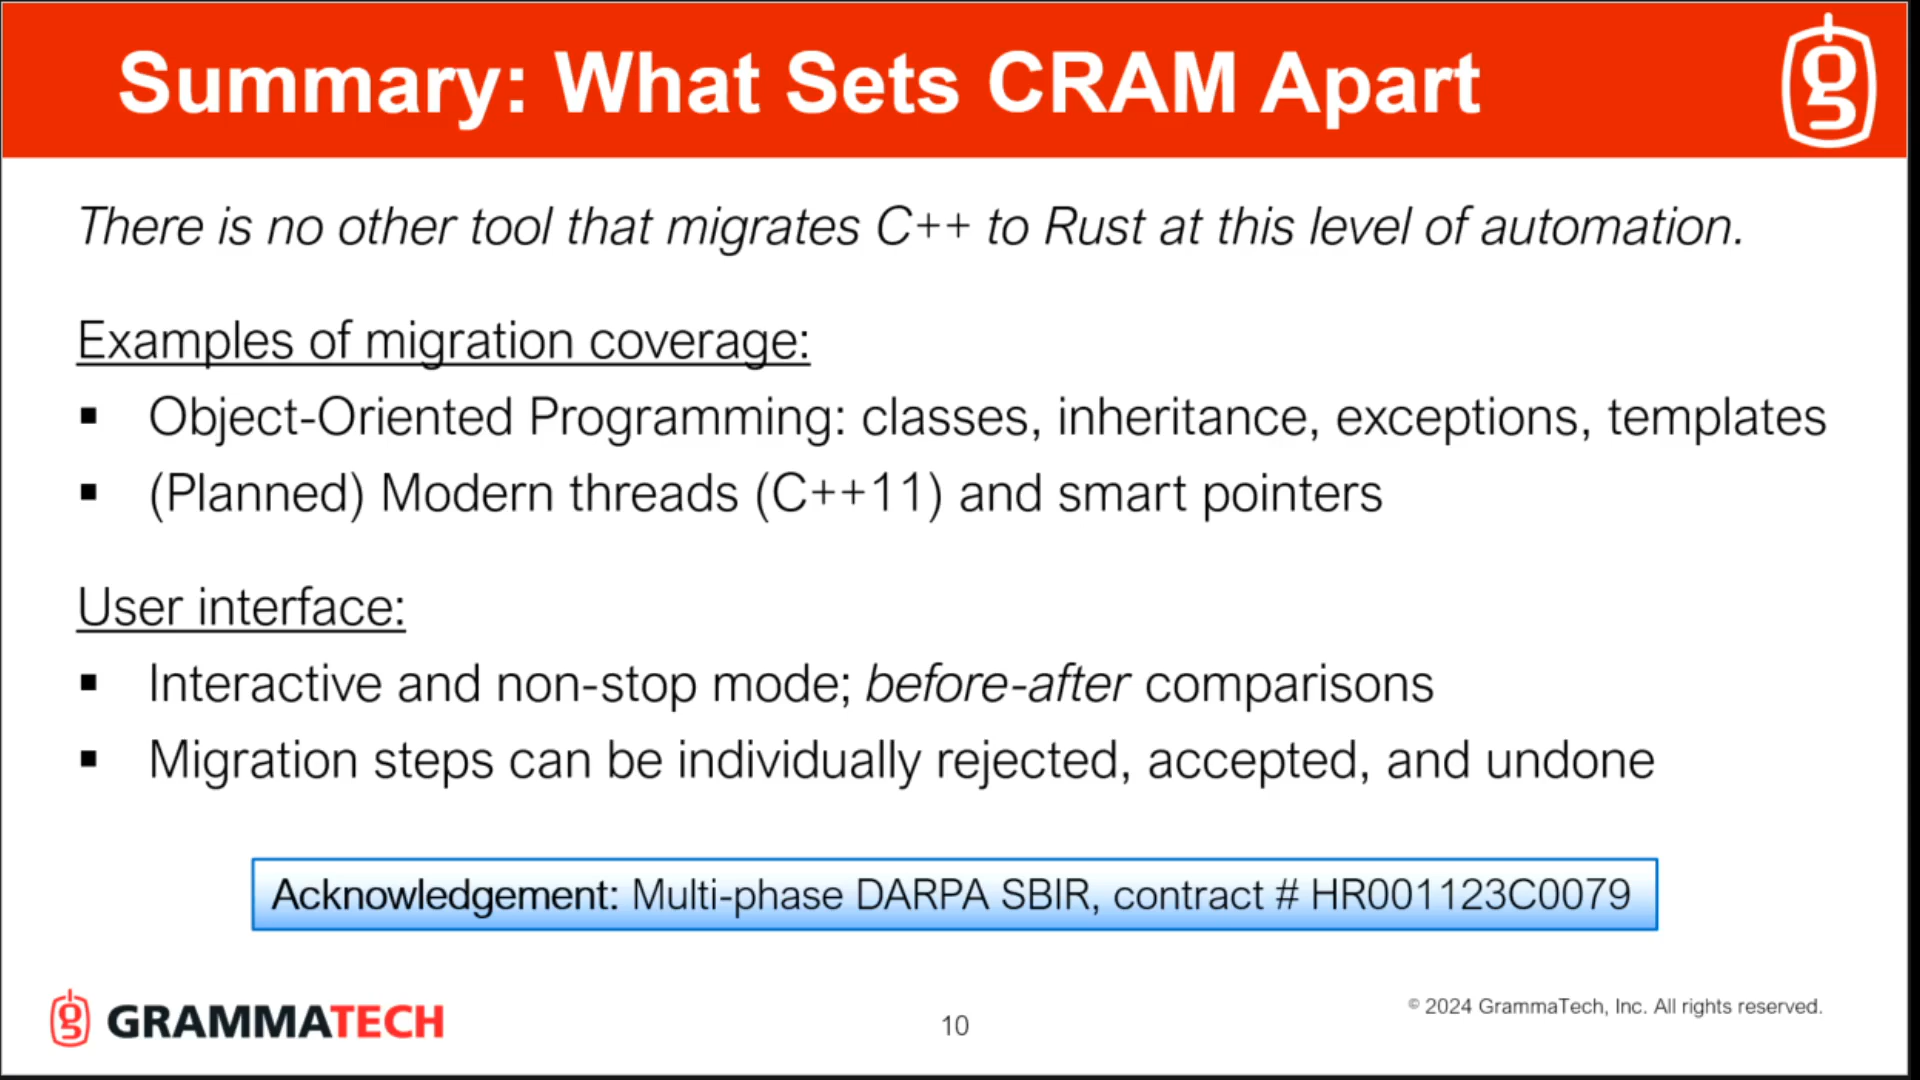 Summary: What Sets CRAM Apart
There is no other tool that migrates C++ to Rust at this level of automation.
Examples of migration coverage:
▪ Object-Oriented Programming: classes, inheritance, exceptions, templates
▪ (Planned) Modern threads (C++11) and smart pointers
User interface:
▪ Interactive and non-stop mode; before-after comparisons
▪ Migration steps can be individually rejected, accepted, and undone
Acknowledgement: Multi-phase DARPA SBIR, contract # HR001123C0079
GRAMMATECH
10
© 2024 GrammaTech, Inc. All rights reserved.